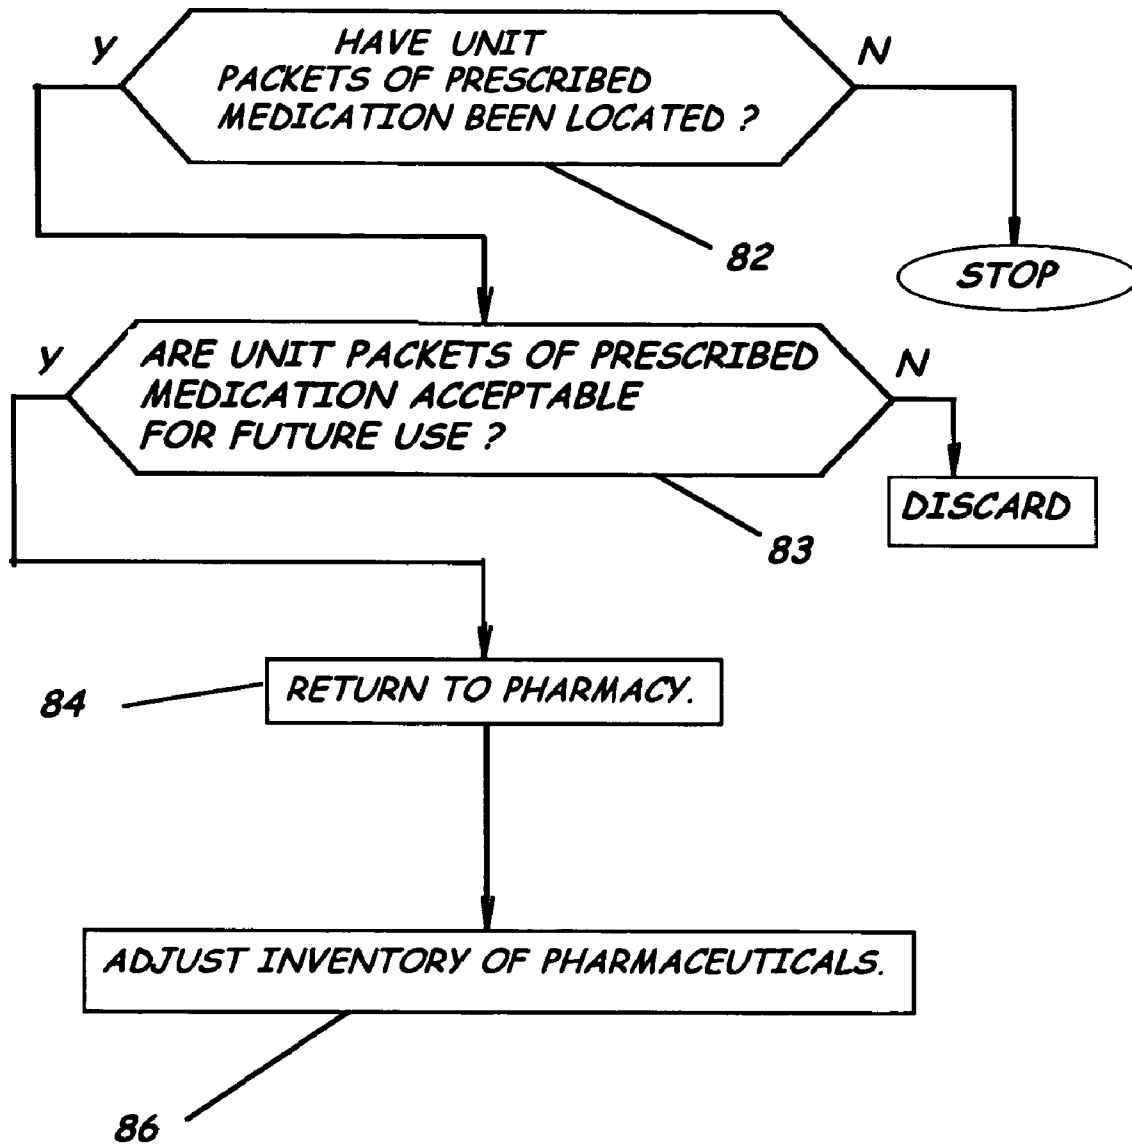 Y
HAVE UNIT
N
PACKETS OF PRESCRIBED
MEDICATION BEEN LOCATED ?
82
STOP
Y
ARE UNIT PACKETS OF PRESCRIBED
N
MEDICATION ACCEPTABLE
FOR FUTURE USE ?
DISCARD
83
84
RETURN TO PHARMACY.
ADJUST INVENTORY OF PHARMACEUTICALS.
86